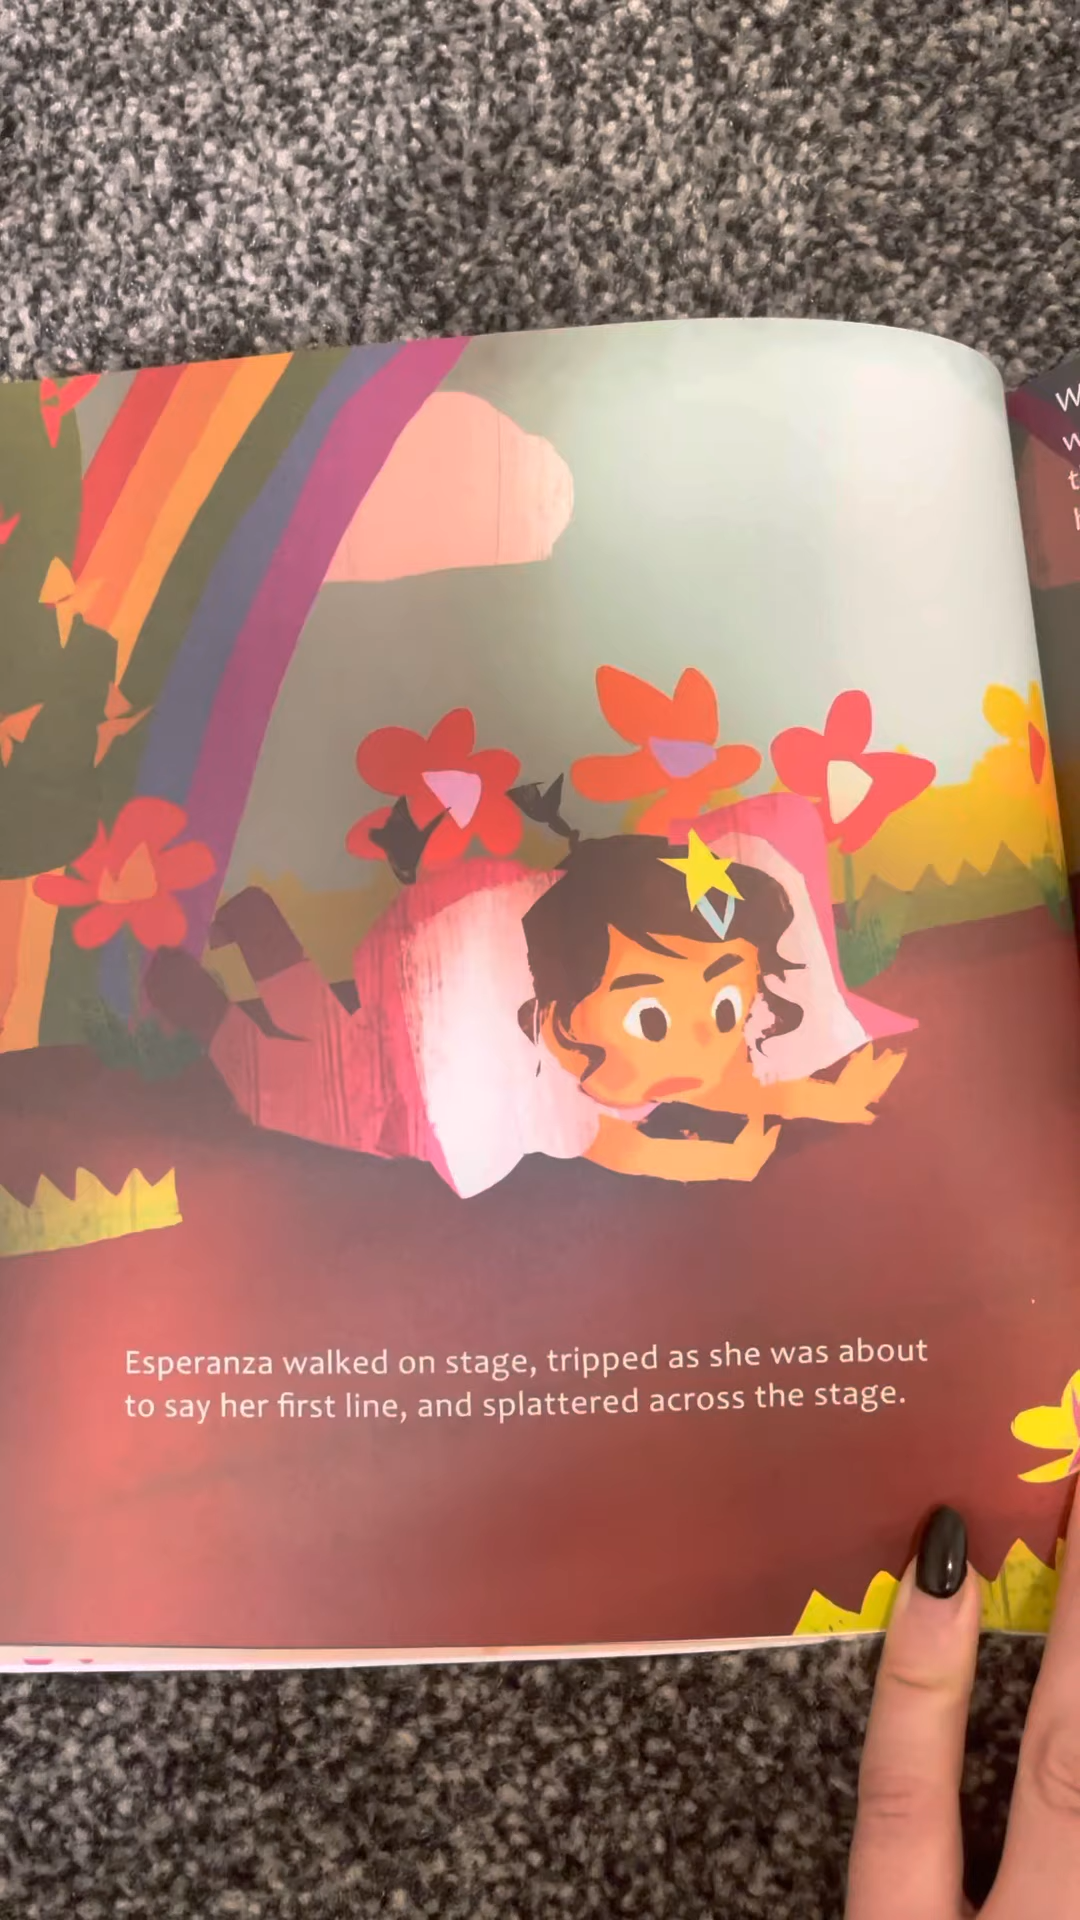 Esperanza walked on stage, tripped as she was about
to say her first line, and splattered across the stage.